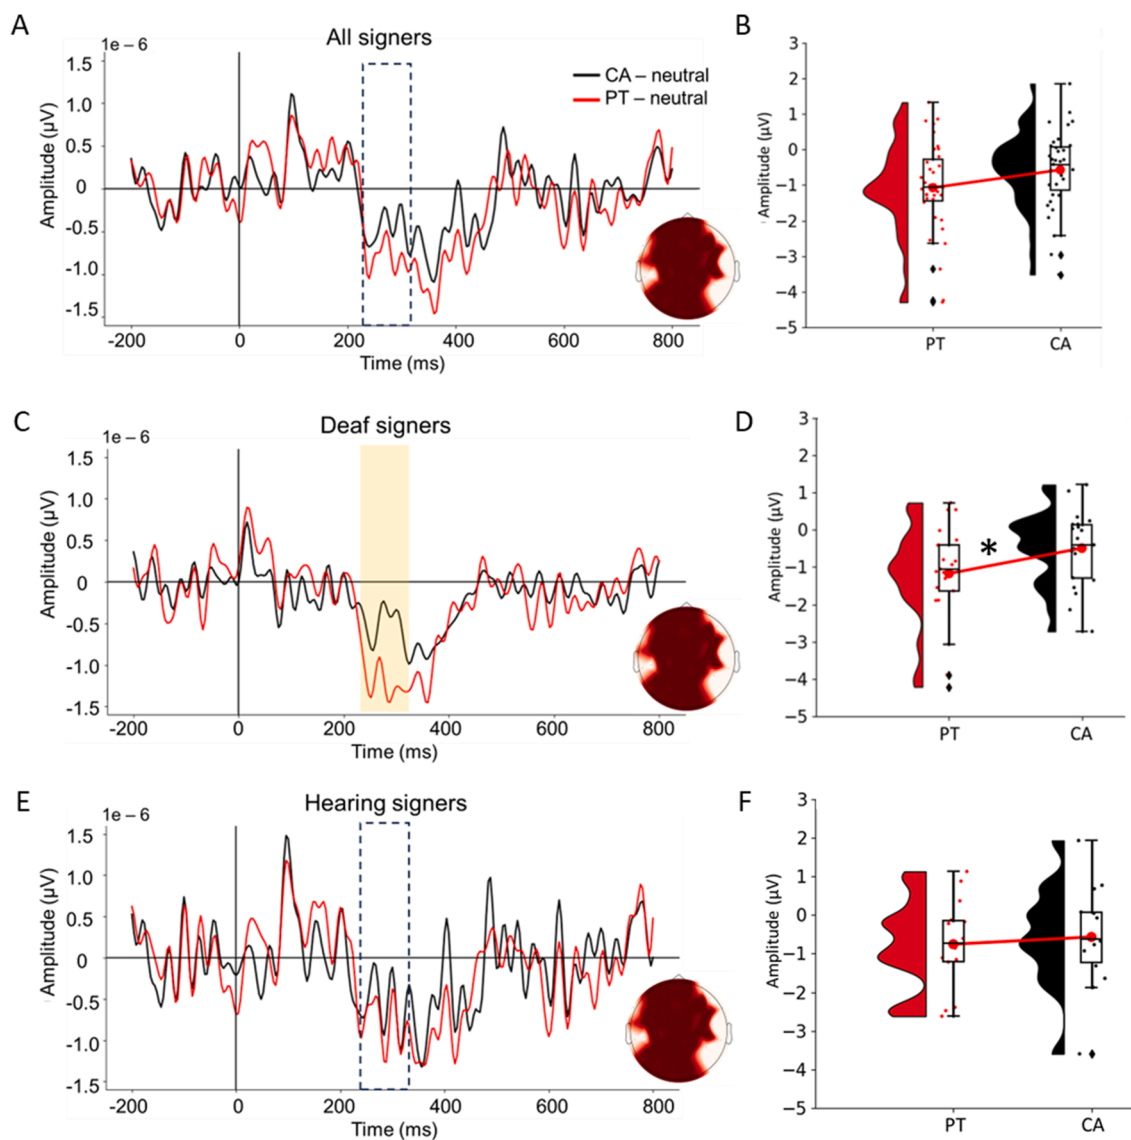 A
All signers
1e – 6
1.5
1.0
0.5
0
-0.5
-1.0
-1.5
Amplitude (µV)
CA – neutral
PT – neutral
-200
0
200
400
600
800
Time (ms)
B
3
2
1
0
−1
−2
−3
−4
−5
Amplitude (µV)
PT
CA
C
Deaf signers
1e – 6
1.5
1.0
0.5
0
-0.5
-1.0
-1.5
Amplitude (µV)
-200
0
200
400
600
800
Time (ms)
D
3
2
1
0
−1
−2
−3
−4
−5
Amplitude (µV)
*
PT
CA
E
Hearing signers
1e – 6
1.5
1.0
0.5
0
-0.5
-1.0
-1.5
Amplitude (µV)
-200
0
200
400
600
800
Time (ms)
F
3
2
1
0
−1
−2
−3
−4
−5
Amplitude (µV)
PT
CA